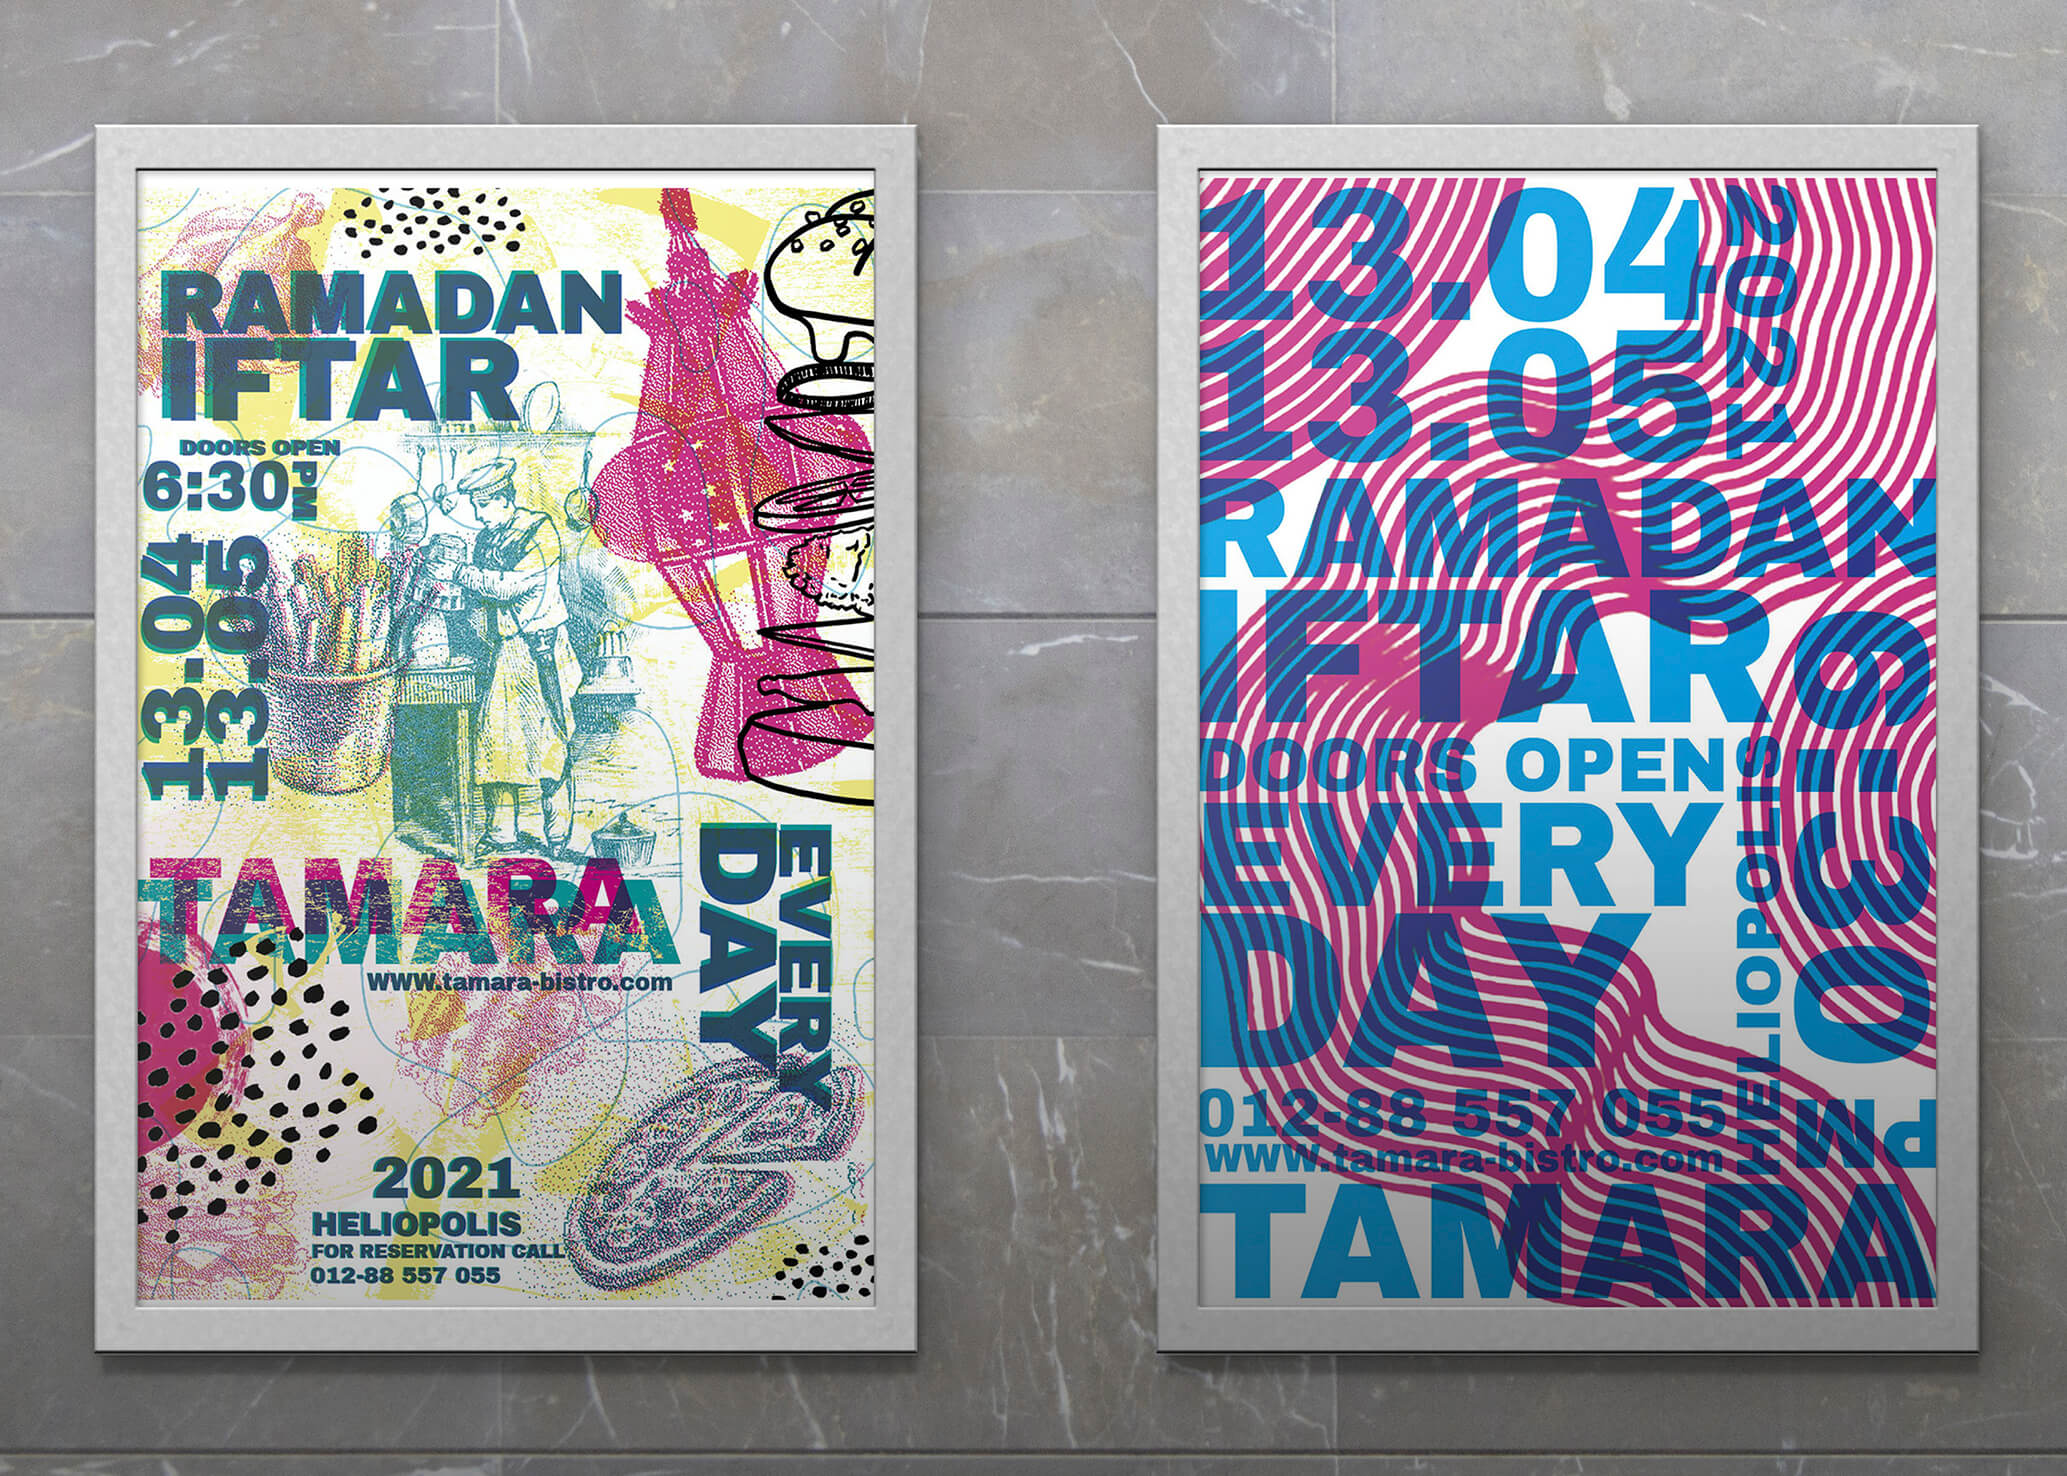 RAMADAN
IFTAR
DOORS OPEN
6:30 PM
13.04
13.05
TAMARA
www.tamara-bistro.com
EVERY
DAY
2021
HELIOPOLIS
FOR RESERVATION CALL
012-88 557 055
13.04
13.05
2021
RAMADAN
IFTAR
DOORS OPEN
EVERY
DAY
6:30
PM
HELIOPOLIS
012-88 557 055
www.tamara-bistro.com
TAMARA